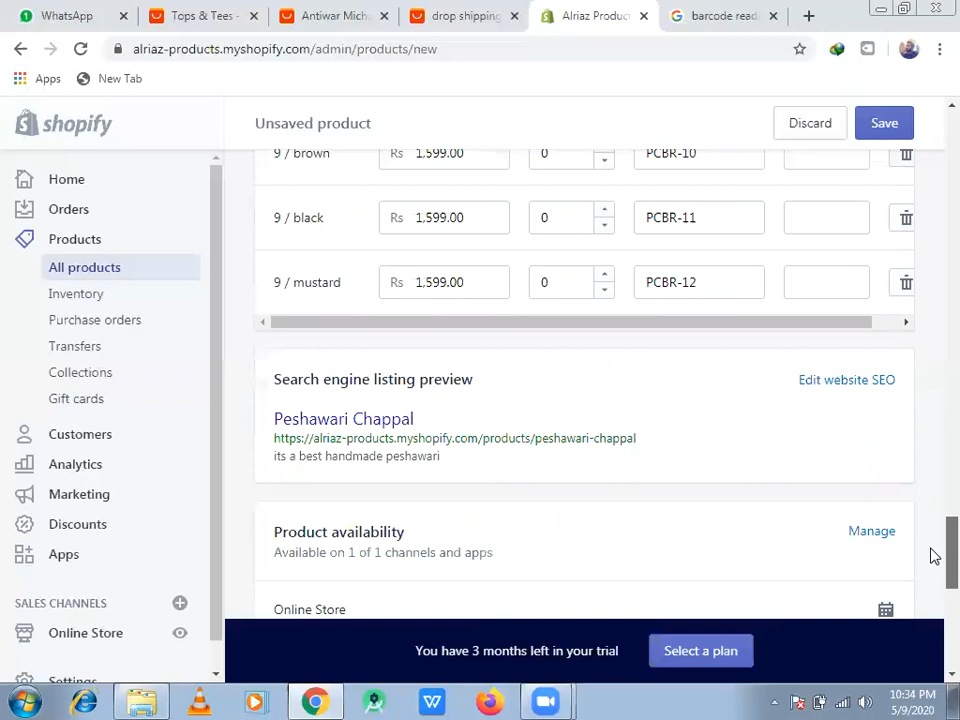 WhatsApp
Tops & Tees -
Antiwar Mich
drop shipping
Alriaz Produc
barcode read
alriaz-products.myshopify.com/admin/products/new
Apps
New Tab
shopify
Unsaved product
Discard
Save
Home
Orders
Products
All products
Inventory
Purchase orders
Transfers
Collections
Gift cards
Customers
Analytics
Marketing
Discounts
Apps
SALES CHANNELS
Online Store
Settings
9 / brown Rs 1,599.00 0 PCBR-10
9 / black Rs 1,599.00 0 PCBR-11
9 / mustard Rs 1,599.00 0 PCBR-12
Search engine listing preview
Edit website SEO
Peshawari Chappal
https://alriaz-products.myshopify.com/products/peshawari-chappal
its a best handmade peshawari
Product availability
Manage
Available on 1 of 1 channels and apps
Online Store
You have 3 months left in your trial
Select a plan
10:34 PM
5/9/2020